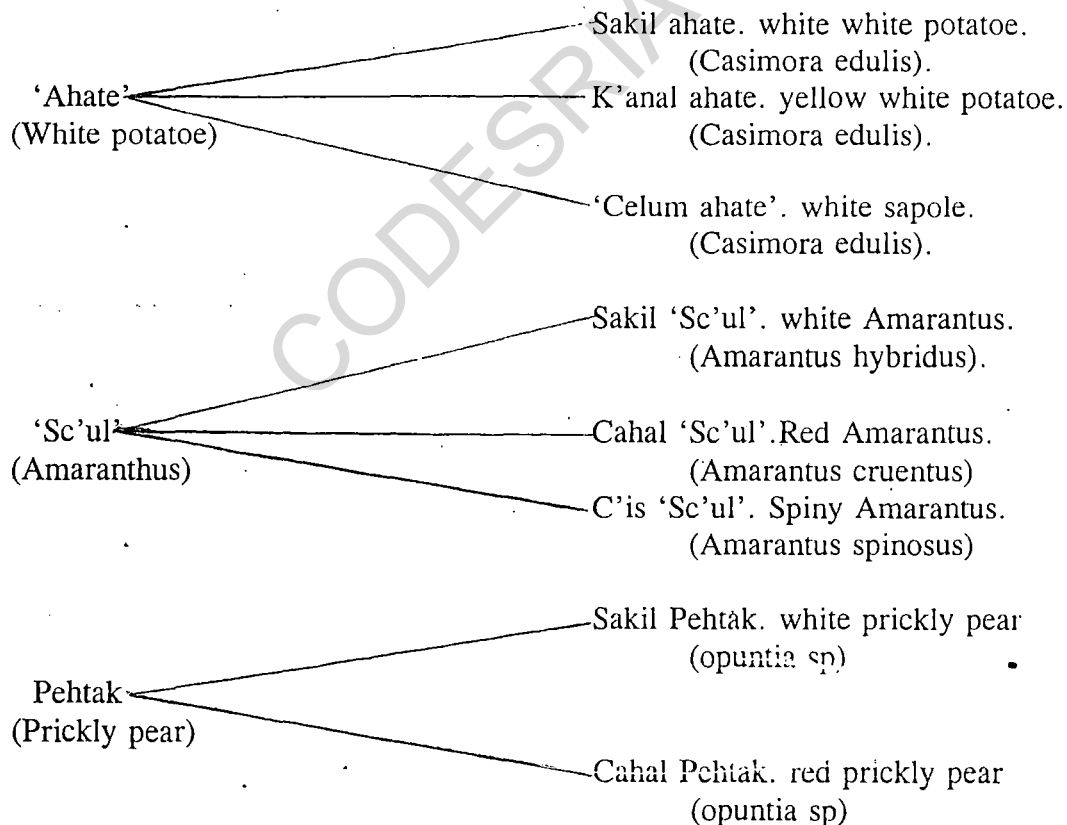 Sakil ahate. white white potatoe.
(Casimora edulis).
'Ahate'
(White potatoe)
K'anal ahate. yellow white potatoe.
(Casimora edulis).
'Celum ahate'. white sapole.
(Casimora edulis).
Sakil 'Sc'ul'. white Amarantus.
(Amarantus hybridus).
'Sc'ul'
(Amaranthus)
Cahal 'Sc'ul'.Red Amarantus.
(Amarantus cruentus)
C'is 'Sc'ul'. Spiny Amarantus.
(Amarantus spinosus)
Sakil Pehtak. white prickly pear
(opuntia sp)
Pehtak
(Prickly pear)
Cahal Pehtak. red prickly pear
(opuntia sp)
CODESRIA